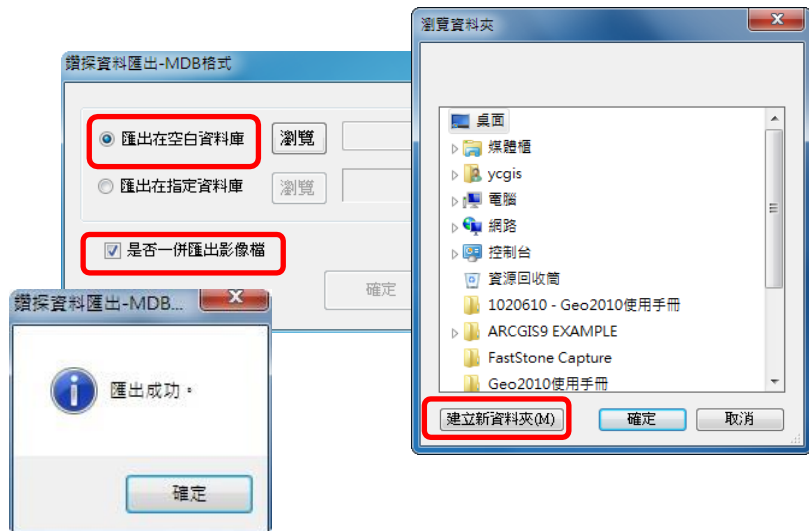 鑽探資料匯出-MDB格式
匯出在空白資料庫
瀏覽
匯出在指定資料庫
瀏覽
是否一併匯出影像檔
確定
瀏覽資料夾
桌面
媒體櫃
ycgis
電腦
網路
控制台
資源回收筒
1020610 - Geo2010使用手冊
ARCGIS9 EXAMPLE
FastStone Capture
Geo2010使用手冊
建立新資料夾(M)
確定
取消
鑽探資料匯出-MDB...
匯出成功。
確定